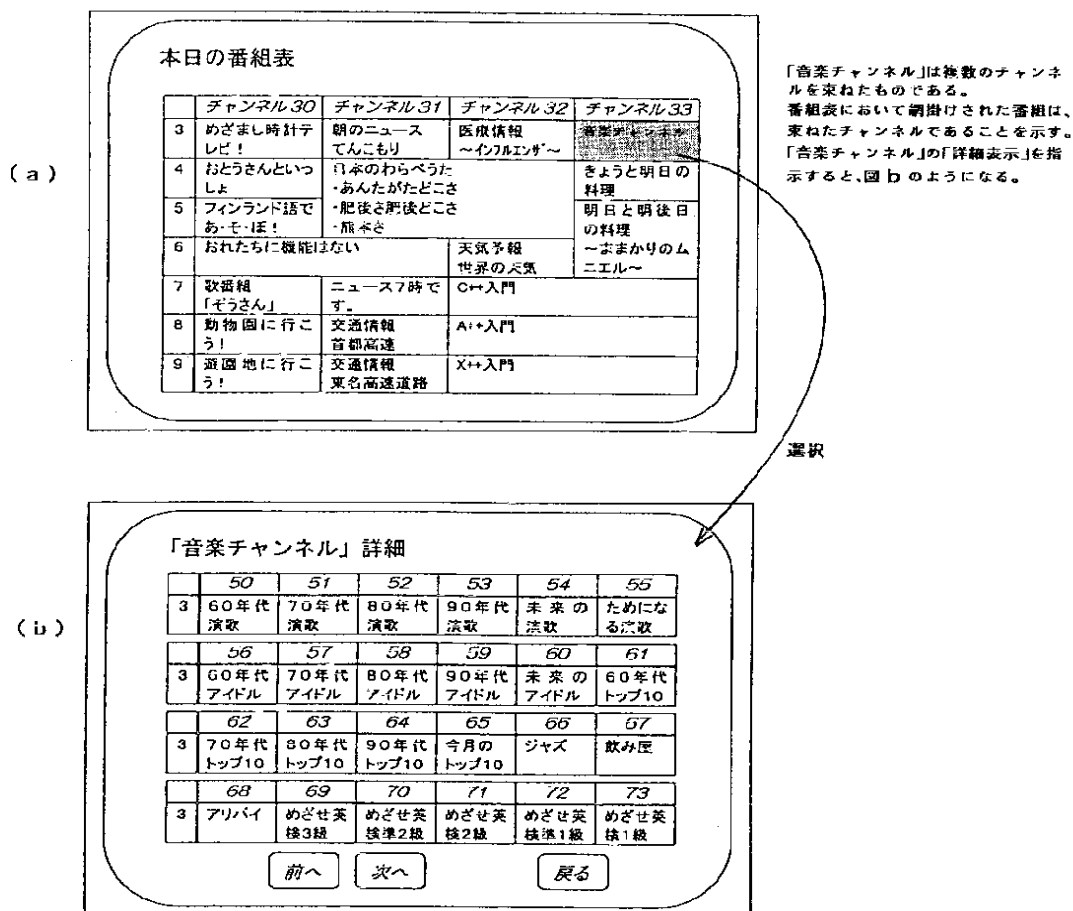 (a)
本日の番組表
チャンネル30 チャンネル31 チャンネル32 チャンネル33
3 めざまし時計テ 朝のニュース 医療情報 音楽チャンネル
レビ！ てんこもり ～インフルエンザ～
4 おとうさんといっ 日本のわらべうた きょうと明日の
しょ ・あんたがたどこさ 料理
5 フィンランド語で ・肥後さ肥後どこさ 明日と明後日
あ・そ・ぼ！ ・熊本さ の料理
6 おれたちに機能はない 天気予報 ～ままかりのム
世界の天気 ニエル～
7 歌番組 ニュース7時で C++入門
「ぞうさん」 す。
8 動物園に行こ 交通情報 A++入門
う！ 首都高速
9 遊園地に行こ 交通情報 X++入門
う！ 東名高速道路
「音楽チャンネル」は複数のチャンネ
ルを束ねたものである。
番組表において網掛けされた番組は、
束ねたチャンネルであることを示す。
「音楽チャンネル」の「詳細表示」を指
示すると、図bのようになる。
選択
(b)
「音楽チャンネル」詳細
50 51 52 53 54 55
3 60年代 70年代 80年代 90年代 未来の ためにな
演歌 演歌 演歌 演歌 演歌 る演歌
56 57 58 59 60 61
3 60年代 70年代 80年代 90年代 未来の 60年代
アイドル アイドル アイドル アイドル アイドル トップ10
62 63 64 65 66 67
3 70年代 80年代 90年代 今月の ジャズ 飲み屋
トップ10 トップ10 トップ10 トップ10
68 69 70 71 72 73
3 アリバイ めざせ英 めざせ英 めざせ英 めざせ英 めざせ英
検3級 検準2級 検2級 検準1級 検1級
前へ 次へ 戻る